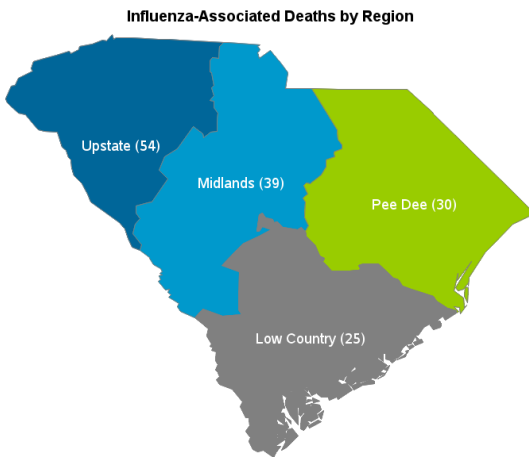 Influenza-Associated Deaths by Region
Upstate (54)
Midlands (39)
Pee Dee (30)
Low Country (25)